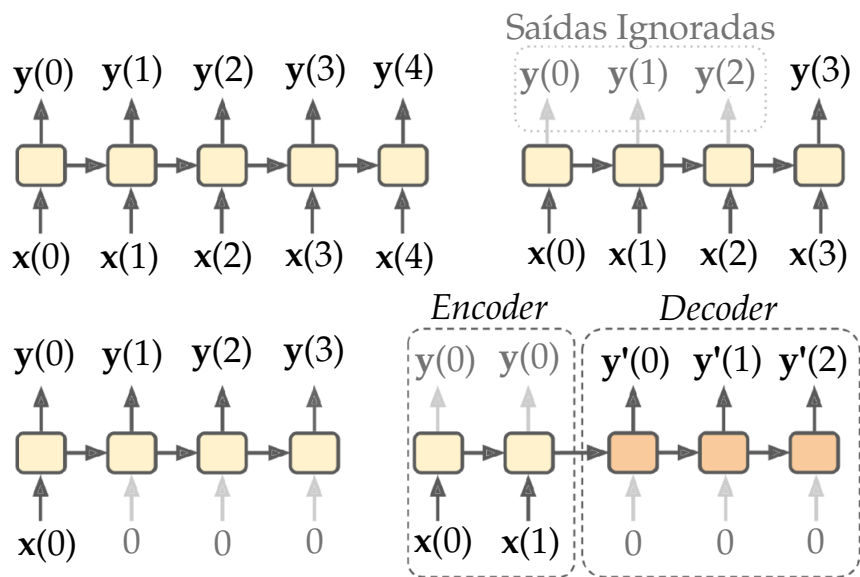 Saídas Ignoradas
y(0) y(1) y(2) y(3) y(4)
y(0) y(1) y(2) y(3)
x(0) x(1) x(2) x(3) x(4)
x(0) x(1) x(2) x(3)
Encoder Decoder
y(0) y(1) y(2) y(3)
y(0) y(0) y'(0) y'(1) y'(2)
x(0) 0 0 0
x(0) x(1) 0 0 0